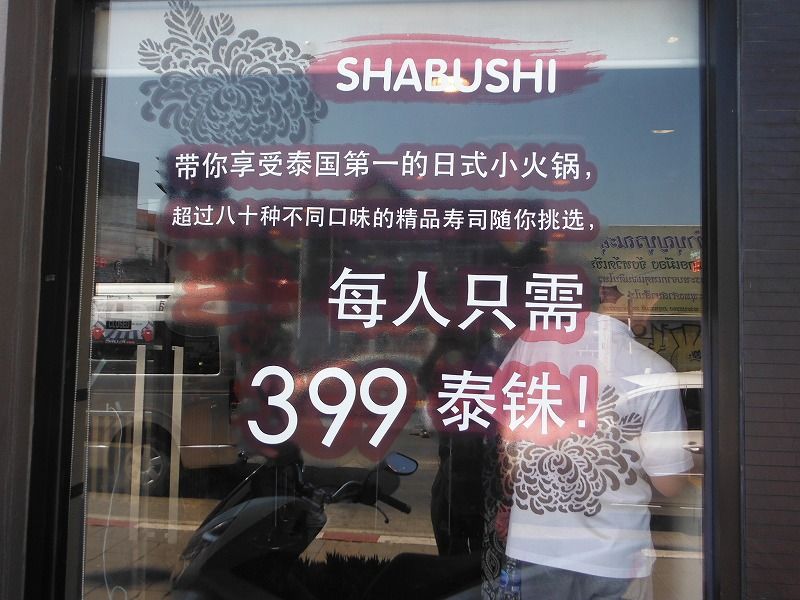 SHABUSHI
带你享受泰国第一的日式小火锅，
超过八十种不同口味的精品寿司随你挑选，
每人只需
399 泰铢！